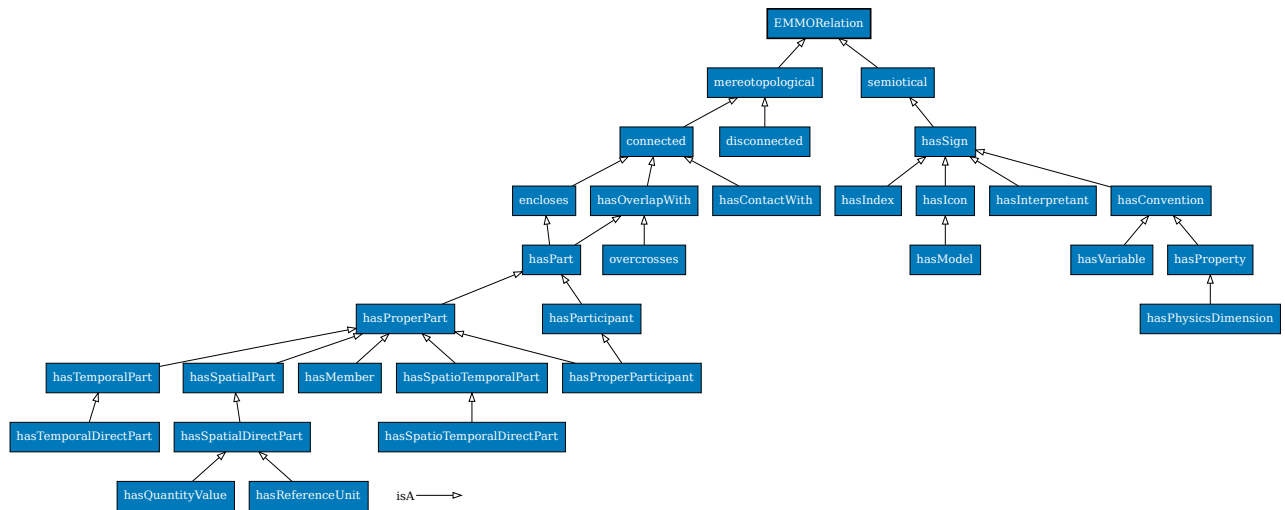 EMMORelation
mereotopological
semiotical
connected
disconnected
hasSign
encloses
hasOverlapWith
hasContactWith
hasIndex
hasIcon
hasInterpretant
hasConvention
hasPart
overcrosses
hasModel
hasVariable
hasProperty
hasProperPart
hasParticipant
hasPhysicsDimension
hasTemporalPart
hasSpatialPart
hasMember
hasSpatioTemporalPart
hasProperParticipant
hasTemporalDirectPart
hasSpatialDirectPart
hasSpatioTemporalDirectPart
hasQuantityValue
hasReferenceUnit
isA